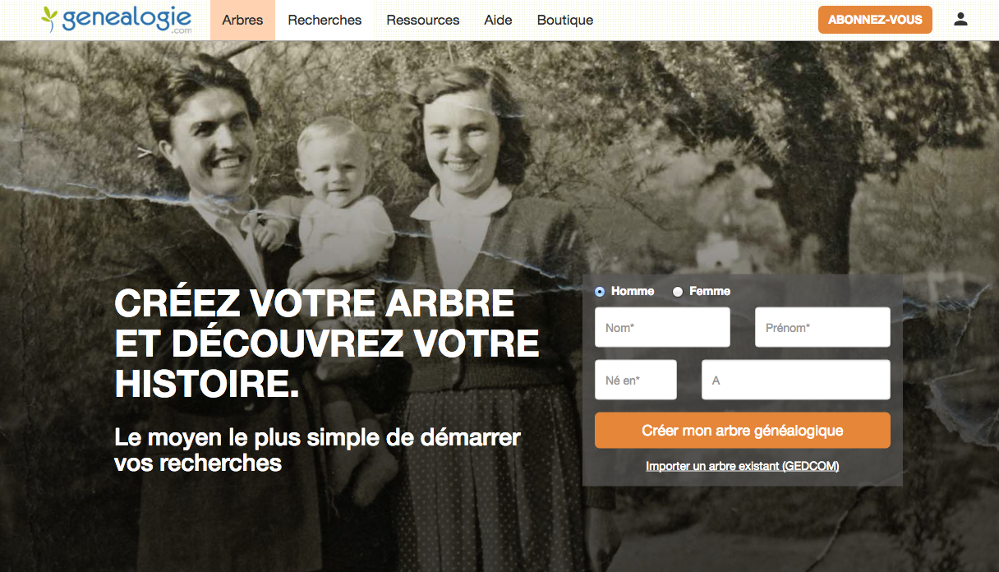 genealogie
.com
Arbres
Recherches
Ressources
Aide
Boutique
ABONNEZ-VOUS
CRÉEZ VOTRE ARBRE
ET DÉCOUVREZ VOTRE
HISTOIRE.
Le moyen le plus simple de démarrer
vos recherches
Homme
Femme
Nom*
Prénom*
Né en*
A
Créer mon arbre généalogique
Importer un arbre existant (GEDCOM)